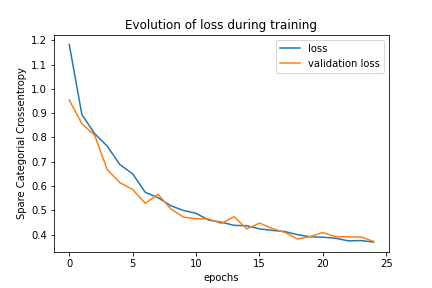 Evolution of loss during training
loss
validation loss
Spare Categorial Crossentropy
1.2
1.1
1.0
0.9
0.8
0.7
0.6
0.5
0.4
0 5 10 15 20 25
epochs